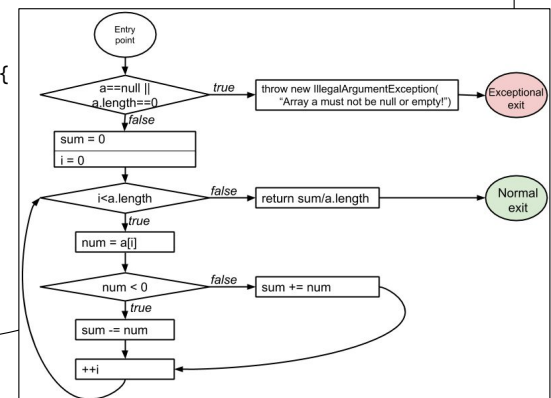 {
Entry
point
a==null ||
a.length==0
true
throw new IllegalArgumentException(
"Array a must not be null or empty!")
Exceptional
exit
false
sum = 0
i = 0
i<a.length
false
return sum/a.length
Normal
exit
true
num = a[i]
num < 0
false
sum += num
true
sum -= num
++i